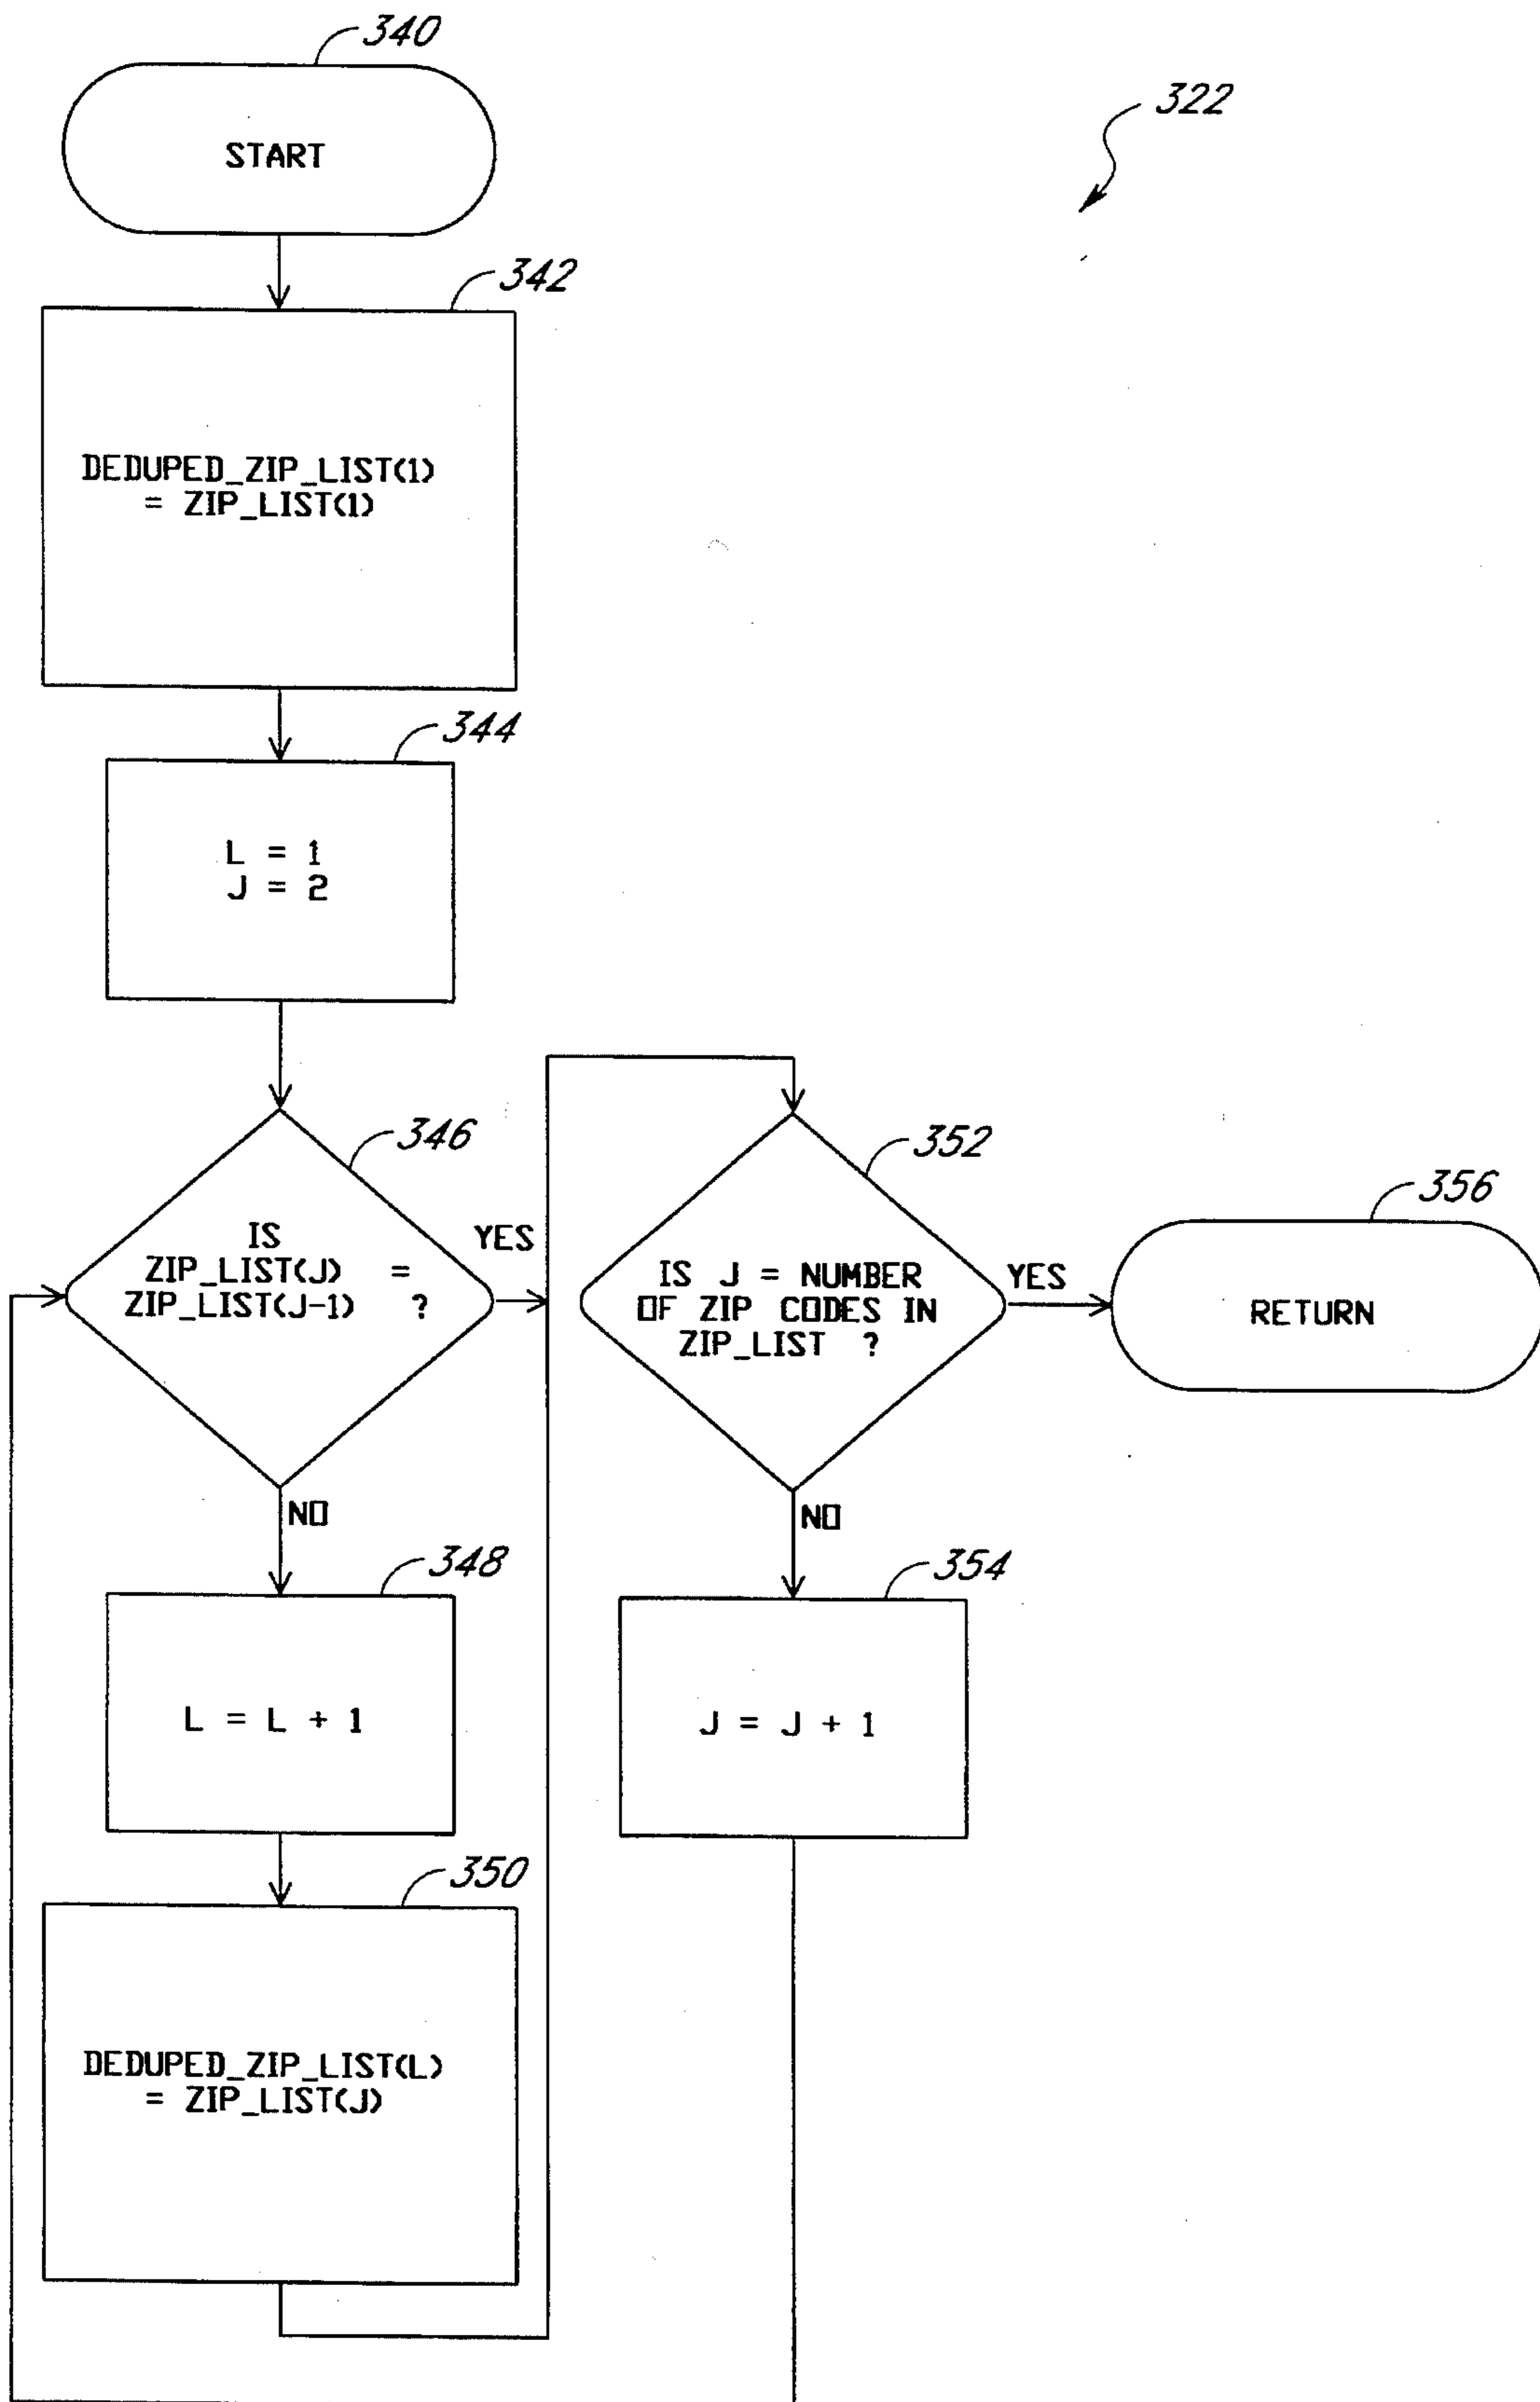 340
322
START
342
DEDUPED_ZIP_LIST(1)
= ZIP_LIST(1)
344
L = 1
J = 2
346
IS
ZIP_LIST(J) =
ZIP_LIST(J-1) ?
YES
NO
352
IS J = NUMBER
OF ZIP CODES IN
ZIP_LIST ?
YES
NO
356
RETURN
348
L = L + 1
354
J = J + 1
350
DEDUPED_ZIP_LIST(L)
= ZIP_LIST(J)